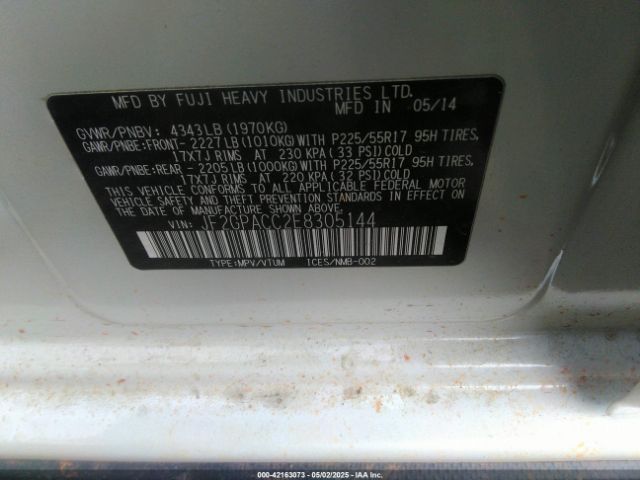 MFD BY FUJI HEAVY INDUSTRIES LTD.
MFD IN 05/14
GVWR/PNBV: 4343LB (1970KG)
GAWR/PNBE:FRONT- 2227LB(1010KG)WITH P225/55R17 95H TIRES,
17X7J RIMS AT 230 KPA( 33 PSI)COLD
GAWR/PNBE:REAR - 2205LB(1000KG)WITH P225/55R17 95H TIRES,
17X7J RIMS AT 220 KPA( 32 PSI)COLD
THIS VEHICLE CONFORMS TO ALL APPLICABLE FEDERAL MOTOR
VEHICLE SAFETY AND THEFT PREVENTION STANDARDS IN EFFECT ON
THE DATE OF MANUFACTURE SHOWN ABOVE.
VIN: JF2GPACC2E8305144
TYPE:MPV/VTUM ICES/NMB-002
000-42163073 - 05/02/2025 - IAA Inc.